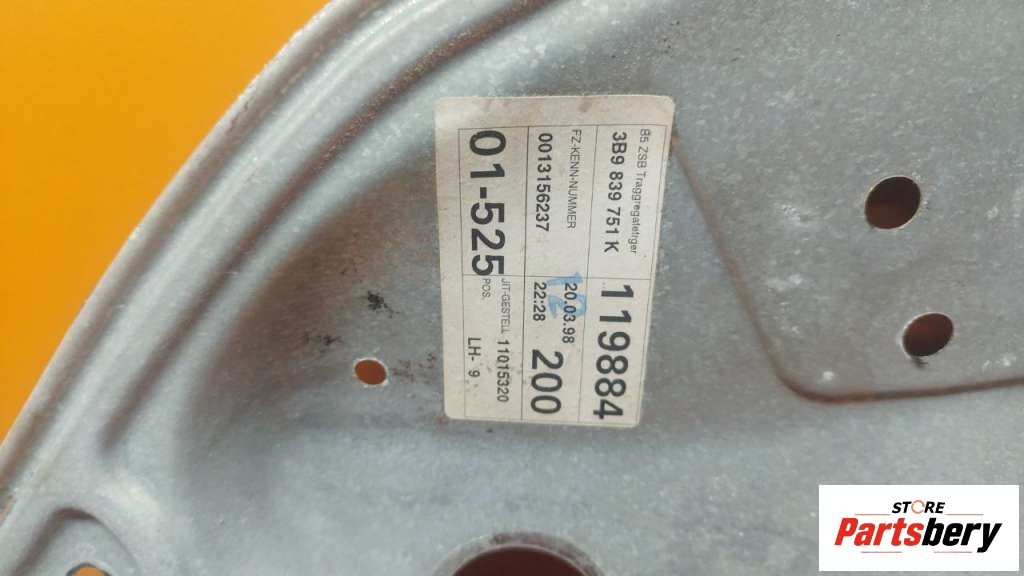 B5 ZSB Traggregatetrger
3B9 839 751 K
119884
FZ-KENN-NUMMER
0013156237
20.03.98
22:28
200
01-525
JIT-GESTELL 11015320
POS.
LH- 9
STORE
Partsbery